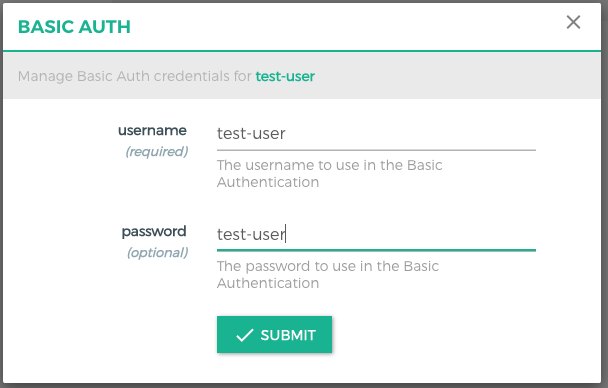 BASIC AUTH
Manage Basic Auth credentials for test-user
username
(required)
test-user
The username to use in the Basic
Authentication
password
(optional)
test-user
The password to use in the Basic
Authentication
SUBMIT